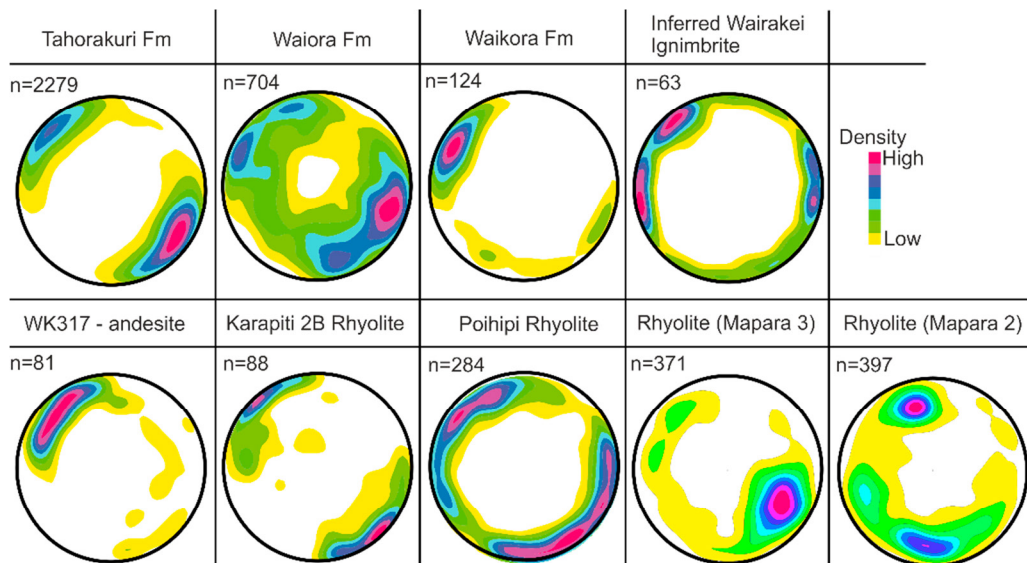 Tahorakuri Fm
Waiora Fm
Waikora Fm
Inferred Wairakei
Ignimbrite
n=2279
n=704
n=124
n=63
Density
High
Low
WK317 - andesite
Karapiti 2B Rhyolite
Poihipi Rhyolite
Rhyolite (Mapara 3)
Rhyolite (Mapara 2)
n=81
n=88
n=284
n=371
n=397